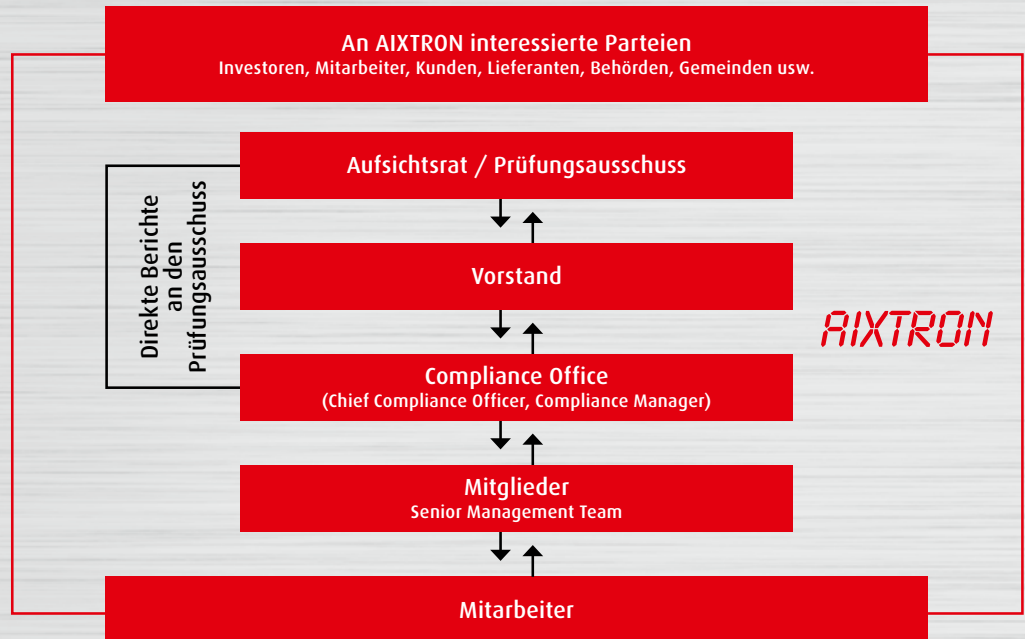 An AIXTRON interessierte Parteien
Investoren, Mitarbeiter, Kunden, Lieferanten, Behörden, Gemeinden usw.
Aufsichtsrat / Prüfungsausschuss
Direkte Berichte
an den
Prüfungsausschuss
Vorstand
AIXTRON
Compliance Office
(Chief Compliance Officer, Compliance Manager)
Mitglieder
Senior Management Team
Mitarbeiter